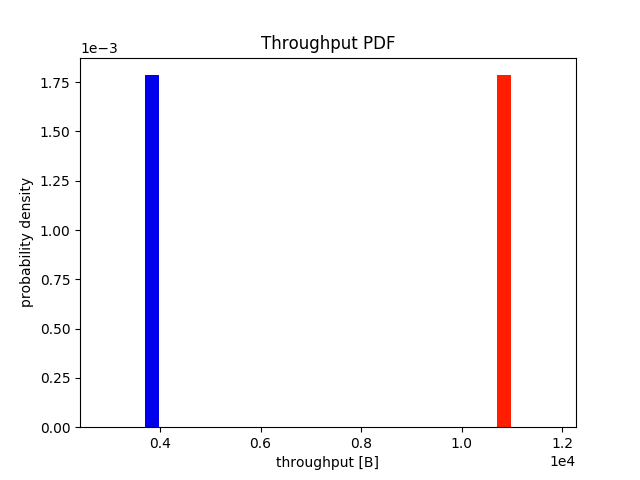 Throughput PDF
1e−3
1.75
1.50
1.25
1.00
0.75
0.50
0.25
0.00
probability density
0.4 0.6 0.8 1.0 1.2
1e4
throughput [B]